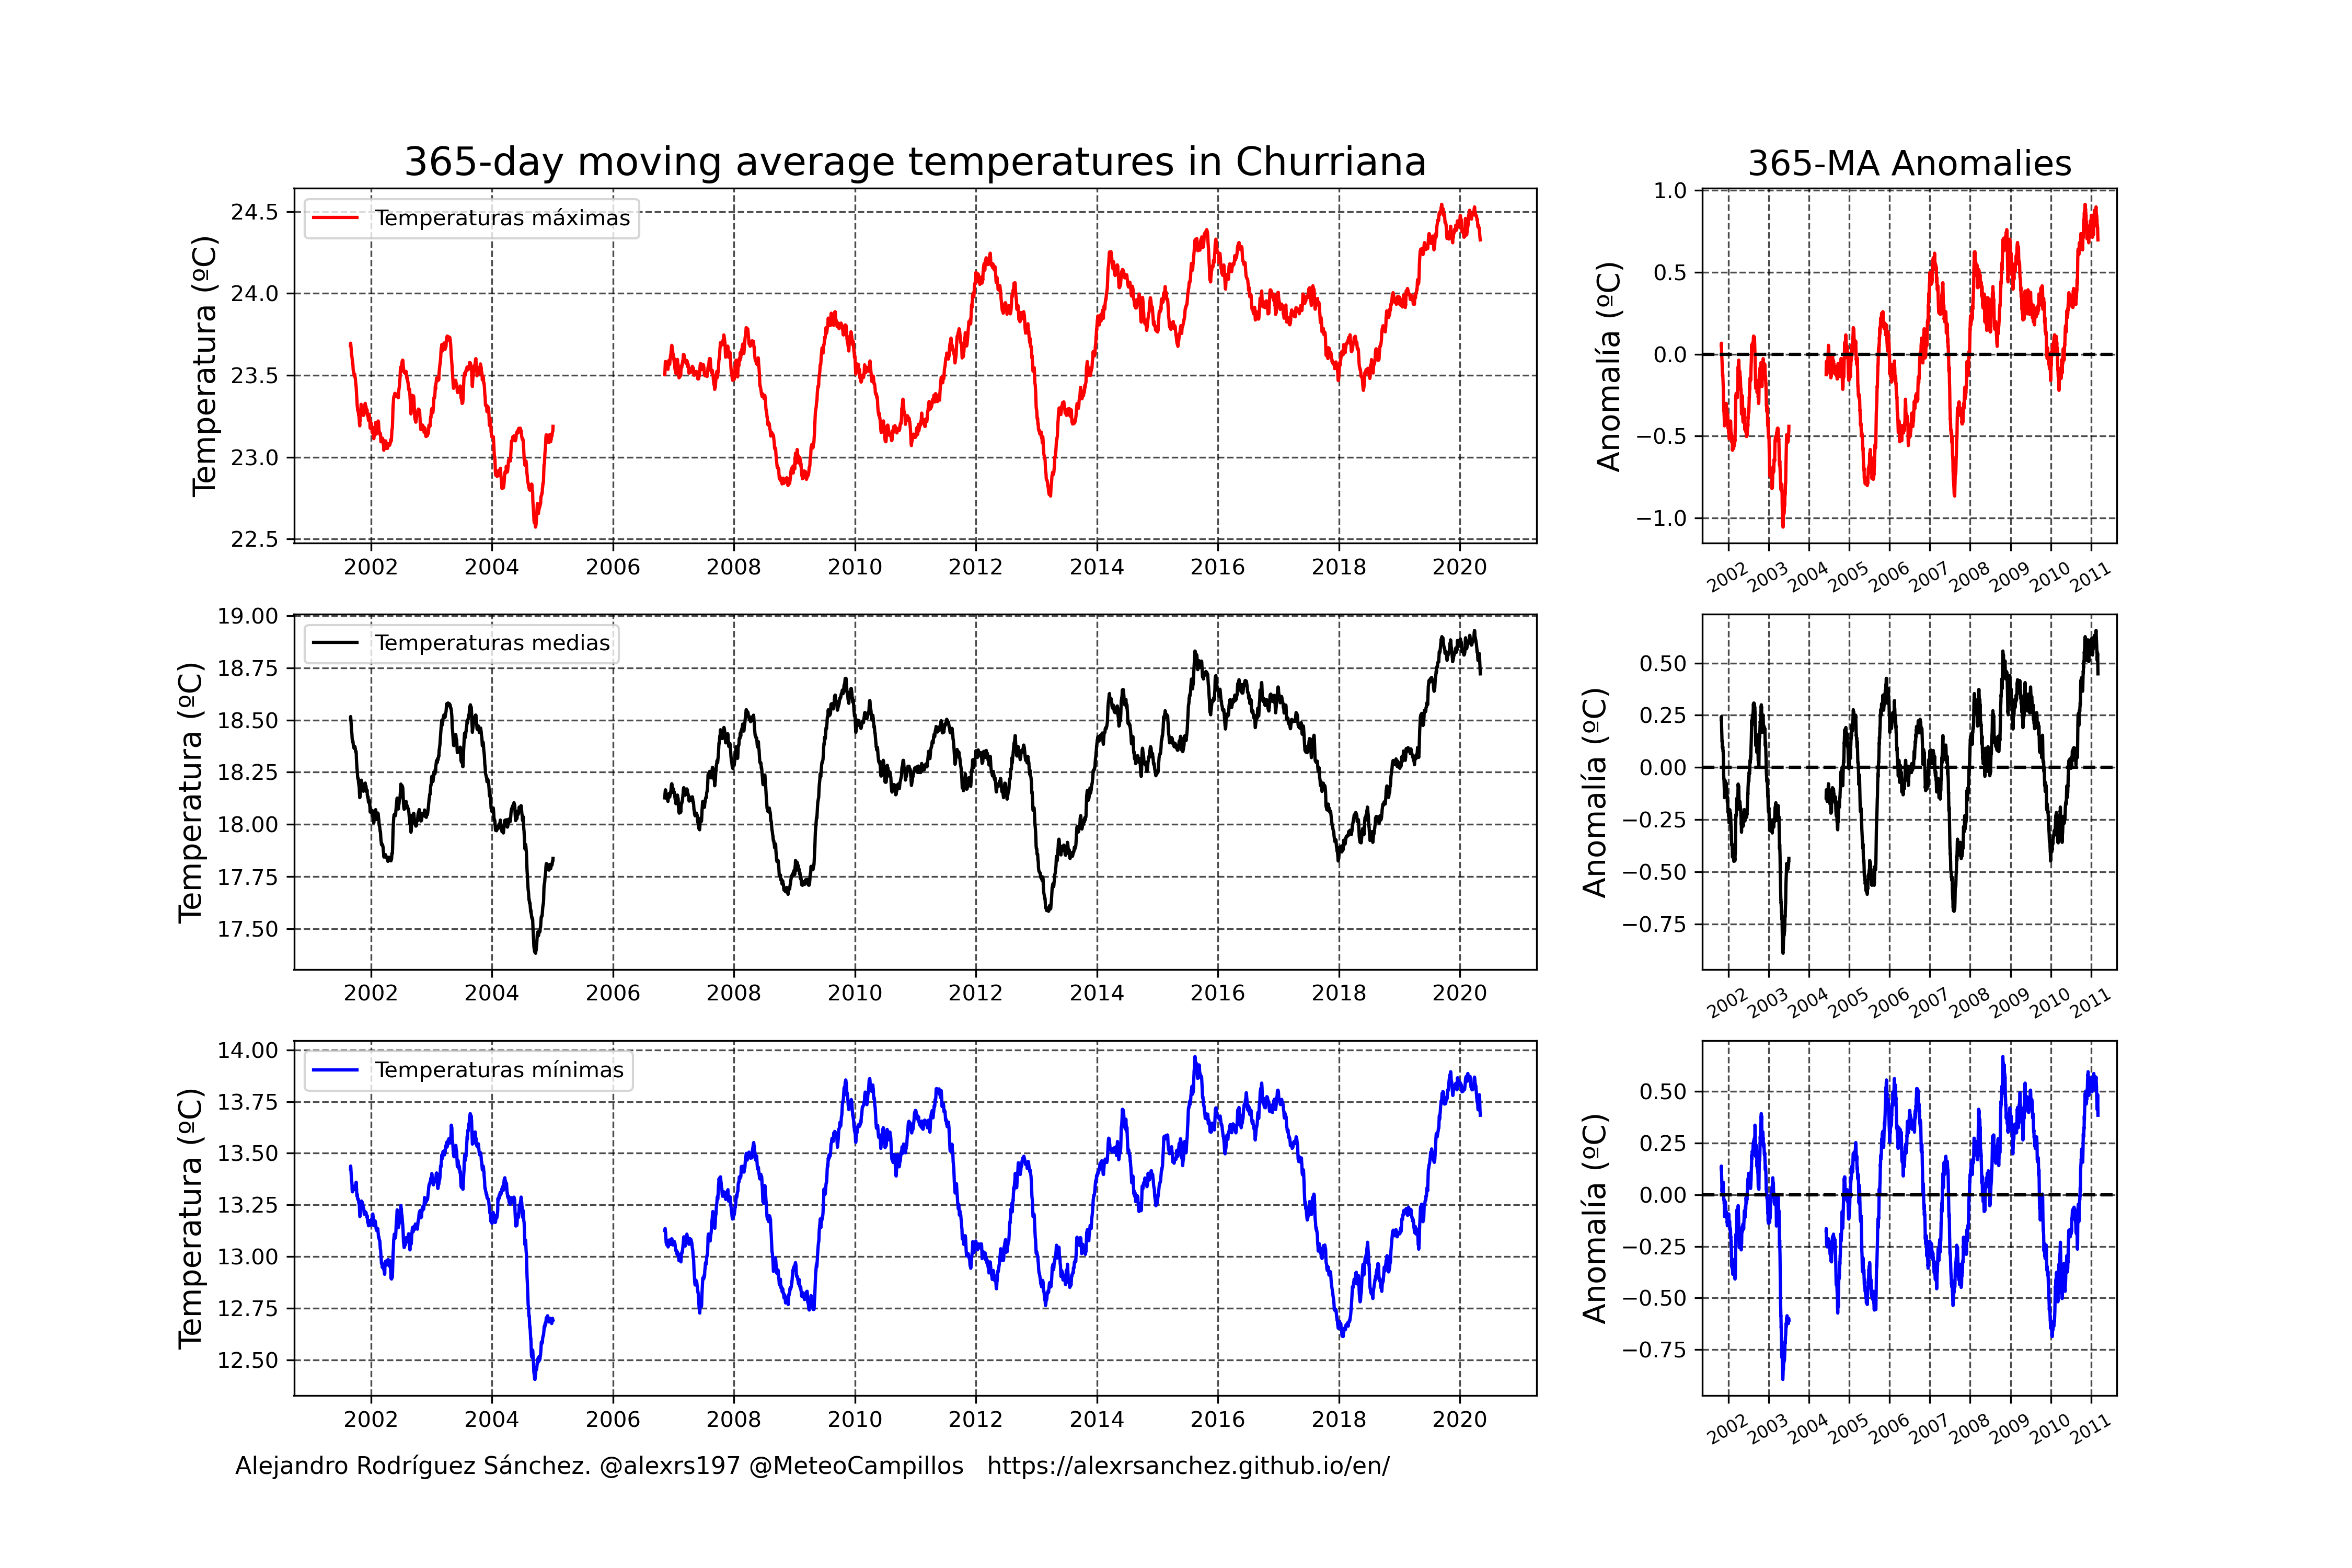 365-day moving average temperatures in Churriana
365-MA Anomalies
Temperatura (ºC)
24.5
24.0
23.5
23.0
22.5
Temperaturas máximas
2002 2004 2006 2008 2010 2012 2014 2016 2018 2020
Anomalía (ºC)
1.0
0.5
0.0
−0.5
−1.0
2002 2003 2004 2005 2006 2007 2008 2009 2010 2011
Temperatura (ºC)
19.00
18.75
18.50
18.25
18.00
17.75
17.50
Temperaturas medias
2002 2004 2006 2008 2010 2012 2014 2016 2018 2020
Anomalía (ºC)
0.50
0.25
0.00
−0.25
−0.50
−0.75
2002 2003 2004 2005 2006 2007 2008 2009 2010 2011
Temperatura (ºC)
14.00
13.75
13.50
13.25
13.00
12.75
12.50
Temperaturas mínimas
2002 2004 2006 2008 2010 2012 2014 2016 2018 2020
Anomalía (ºC)
0.50
0.25
0.00
−0.25
−0.50
−0.75
2002 2003 2004 2005 2006 2007 2008 2009 2010 2011
Alejandro Rodríguez Sánchez. @alexrs197 @MeteoCampillos https://alexrsanchez.github.io/en/